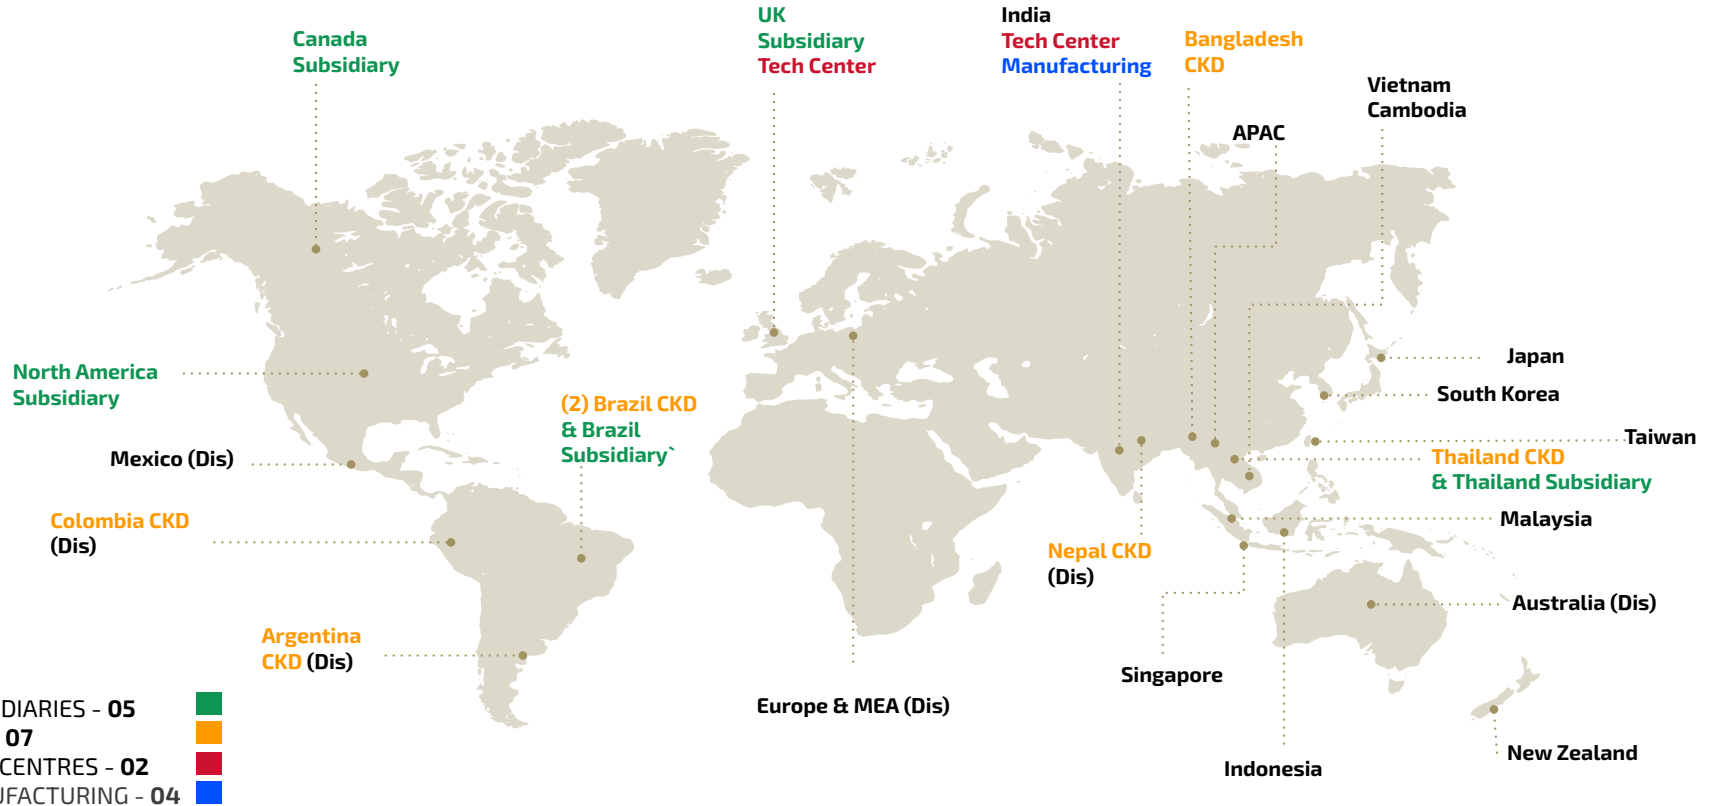 Canada
Subsidiary
UK
Subsidiary
Tech Center
India
Tech Center
Manufacturing
Bangladesh
CKD
Vietnam
Cambodia
APAC
Japan
South Korea
Taiwan
Thailand CKD
& Thailand Subsidiary
Malaysia
Australia (Dis)
New Zealand
Indonesia
Singapore
Nepal CKD
(Dis)
Europe & MEA (Dis)
North America
Subsidiary
(2) Brazil CKD
& Brazil
Subsidiary`
Mexico (Dis)
Colombia CKD
(Dis)
Argentina
CKD (Dis)
DIARIES - 05
07
CENTRES - 02
UFACTURING - 04